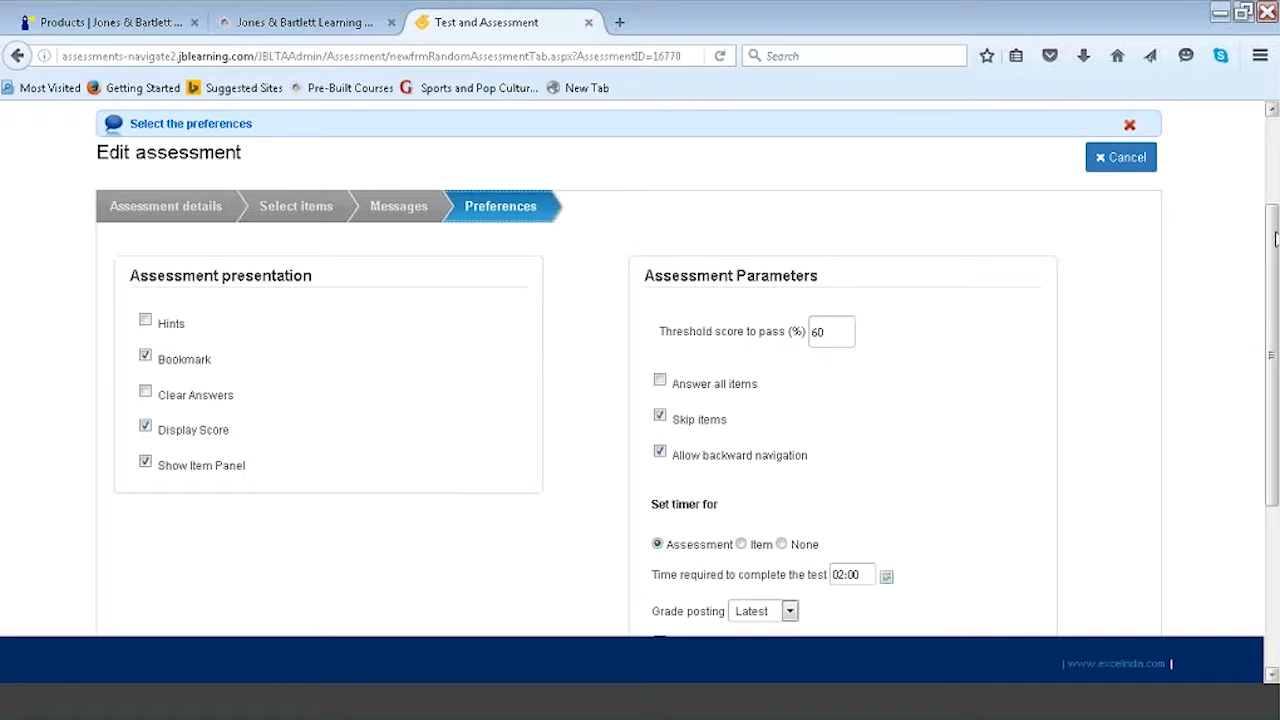 Products | Jones & Bartlett ...
Jones & Bartlett Learning ...
Test and Assessment
assessments-navigate2.jblearning.com/JBLTAAdmin/Assessment/newfrmRandomAssessmentTab.aspx?AssessmentID=16770
Search
Most Visited
Getting Started
Suggested Sites
Pre-Built Courses
Sports and Pop Cultur...
New Tab
Select the preferences
Edit assessment
Cancel
Assessment details
Select items
Messages
Preferences
Assessment presentation
Hints
Bookmark
Clear Answers
Display Score
Show Item Panel
Assessment Parameters
Threshold score to pass (%) 60
Answer all items
Skip items
Allow backward navigation
Set timer for
Assessment Item None
Time required to complete the test 02:00
Grade posting Latest
| www.excelindia.com |